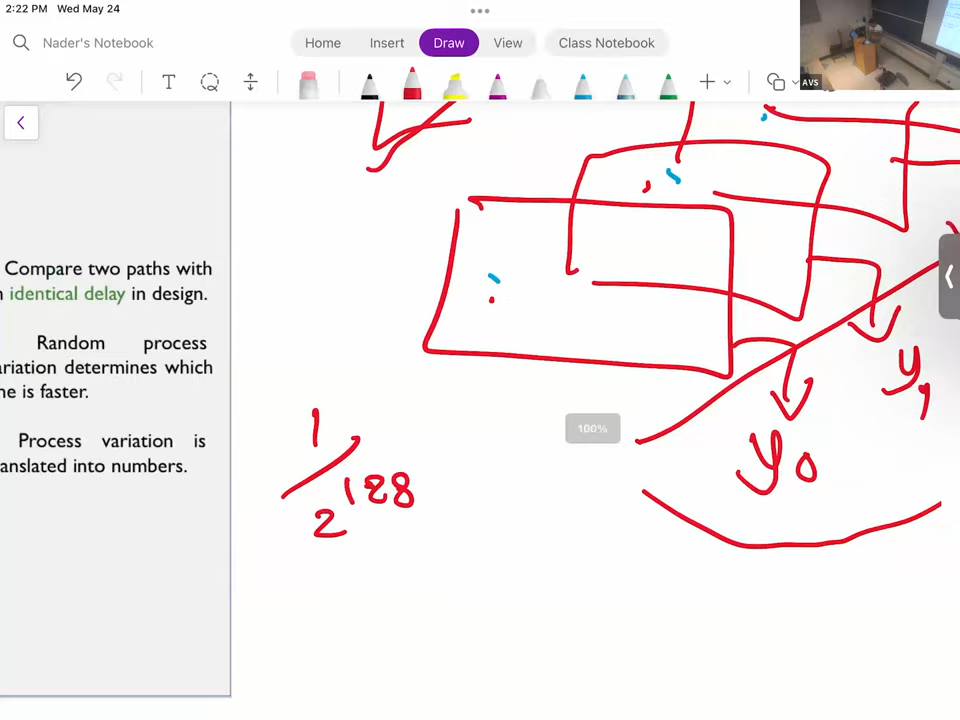 2:22 PM Wed May 24
Nader's Notebook
Home Insert Draw View Class Notebook
T
AVS
Compare two paths with
identical delay in design.
Random process
ariation determines which
ne is faster.
Process variation is
anslated into numbers.
100%
y1
y0
1
2^128